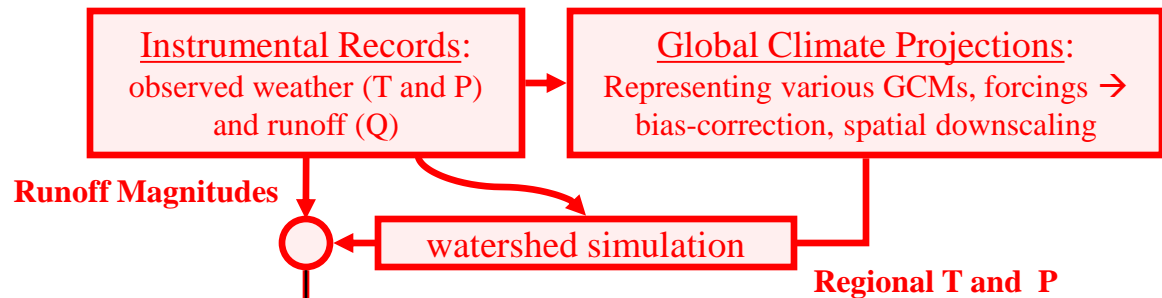 Instrumental Records:
observed weather (T and P)
and runoff (Q)
Global Climate Projections:
Representing various GCMs, forcings →
bias-correction, spatial downscaling
Runoff Magnitudes
watershed simulation
Regional T and P